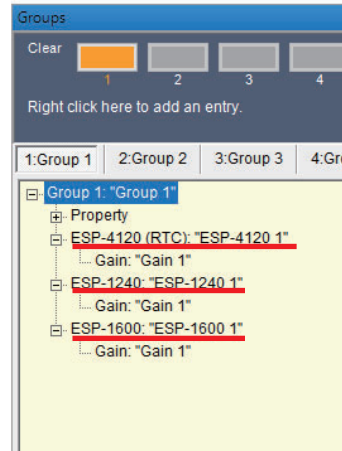 Groups
Clear
1 2 3 4
Right click here to add an entry.
1:Group 1 2:Group 2 3:Group 3 4:Gr
Group 1: "Group 1"
Property
ESP-4120 (RTC): "ESP-4120 1"
Gain: "Gain 1"
ESP-1240: "ESP-1240 1"
Gain: "Gain 1"
ESP-1600: "ESP-1600 1"
Gain: "Gain 1"